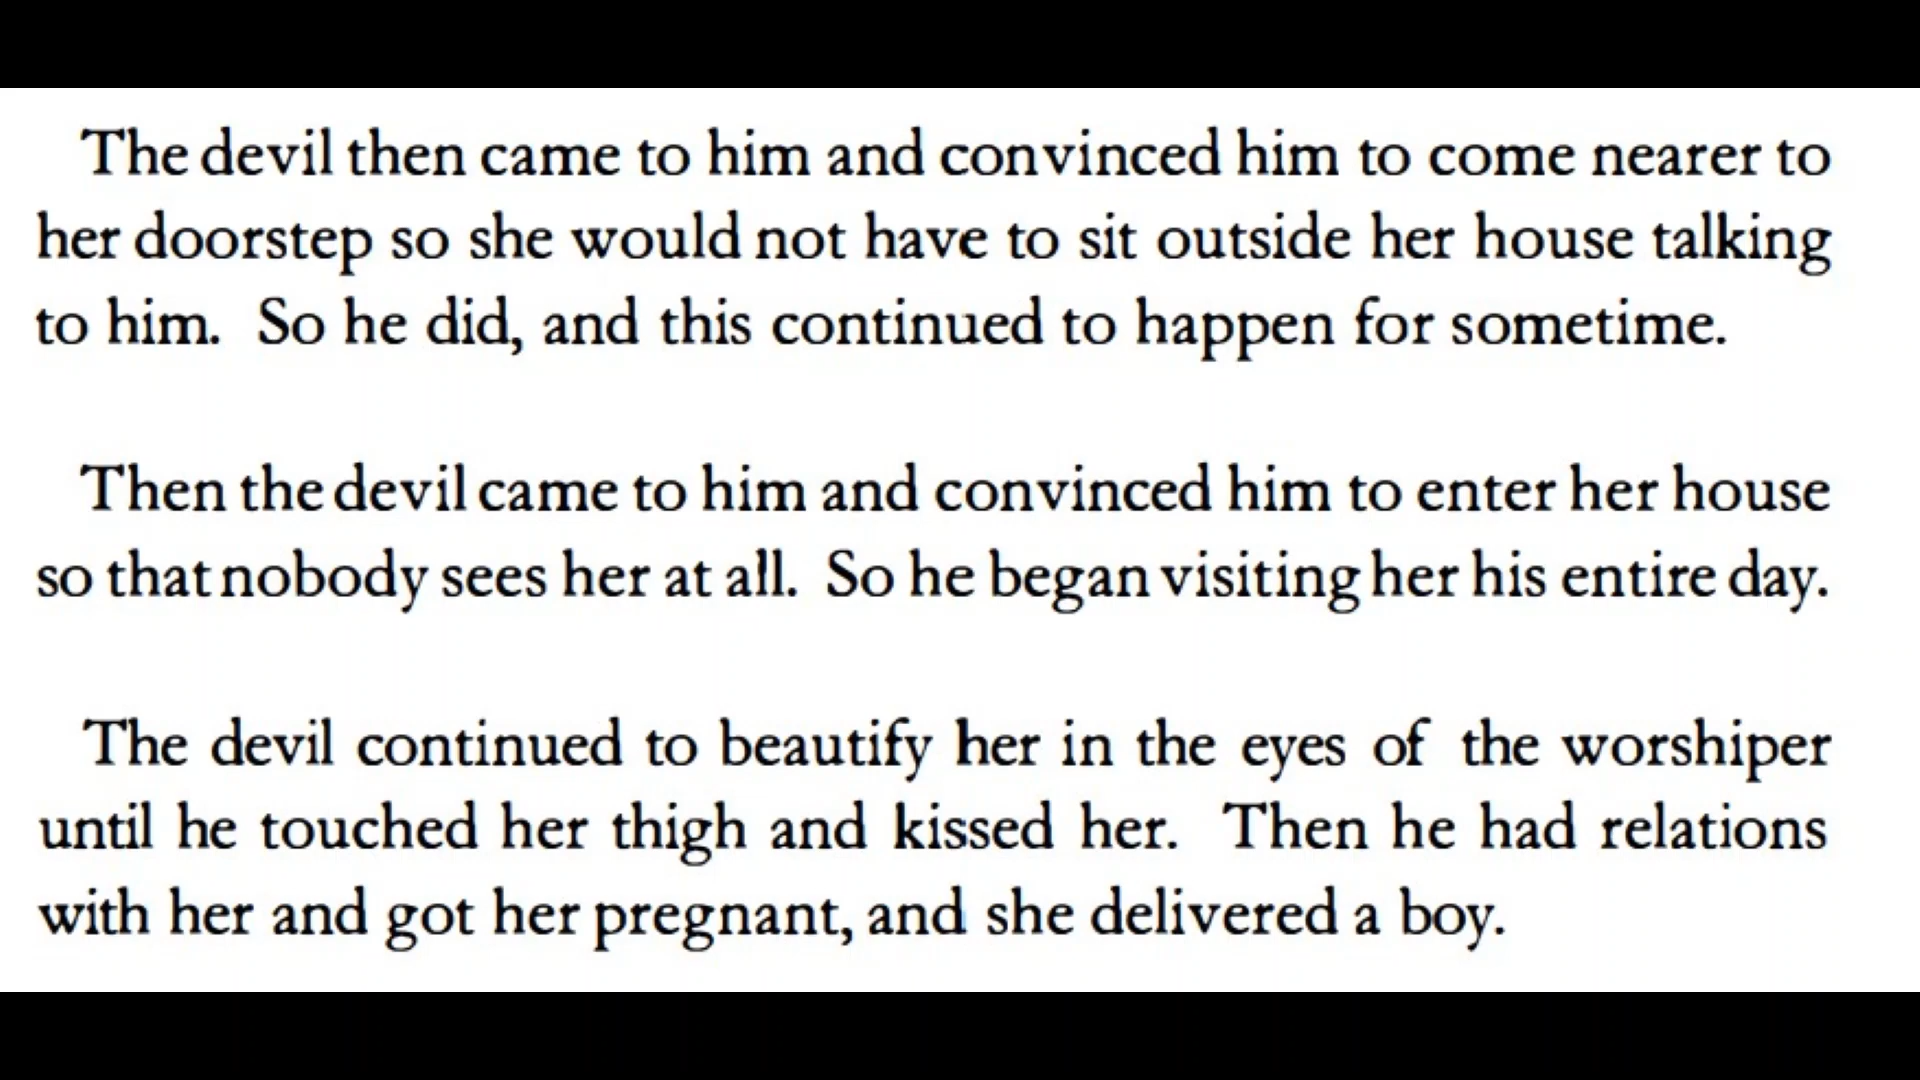 The devil then came to him and convinced him to come nearer to
her doorstep so she would not have to sit outside her house talking
to him. So he did, and this continued to happen for sometime.
Then the devil came to him and convinced him to enter her house
so that nobody sees her at all. So he began visiting her his entire day.
The devil continued to beautify her in the eyes of the worshiper
until he touched her thigh and kissed her. Then he had relations
with her and got her pregnant, and she delivered a boy.